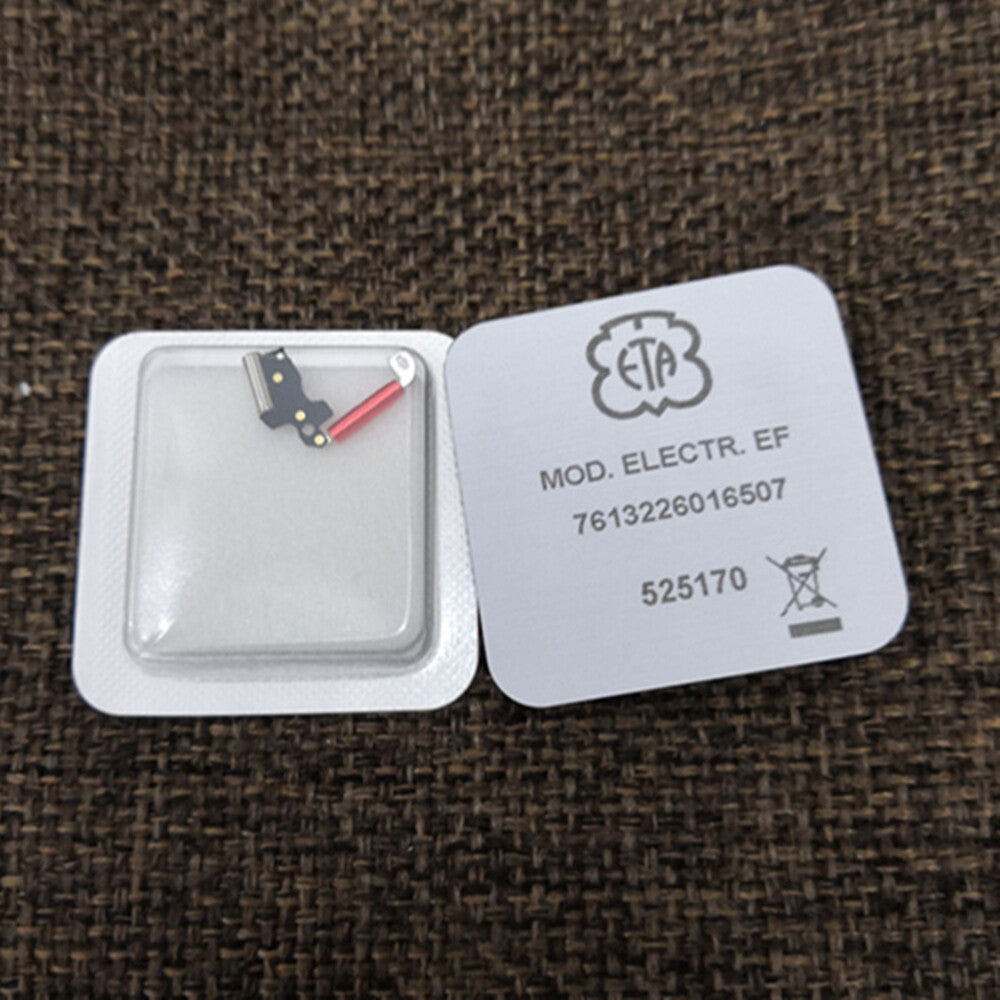 ETA
MOD. ELECTR. EF
7613226016507
525170